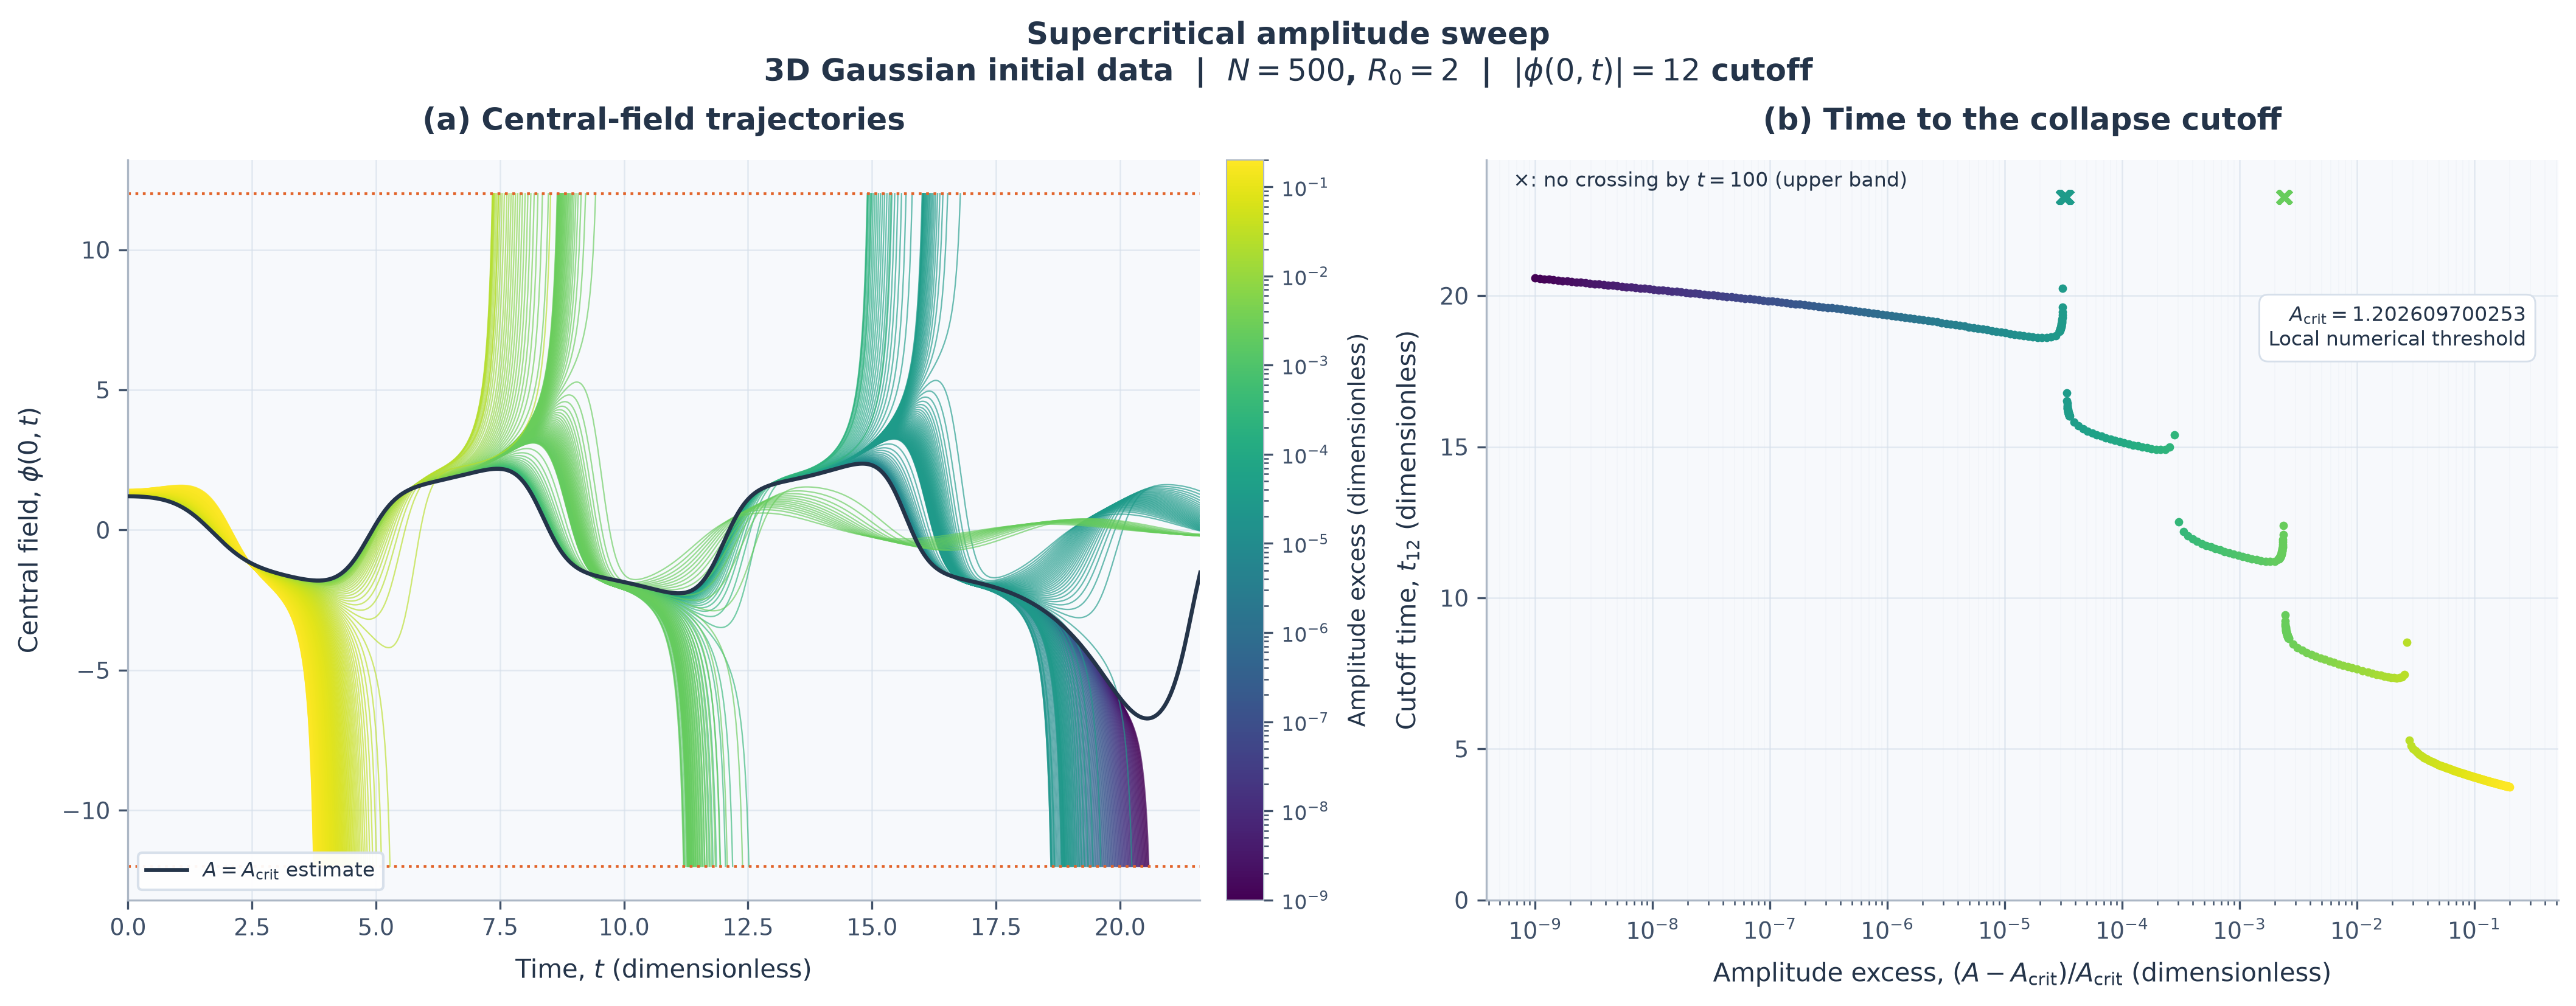 Supercritical amplitude sweep
3D Gaussian initial data | N = 500, R₀ = 2 | |ϕ(0, t)| = 12 cutoff
(a) Central-field trajectories
Central field, ϕ(0, t)
10
5
0
−5
−10
A = A_crit estimate
0.0 2.5 5.0 7.5 10.0 12.5 15.0 17.5 20.0
Time, t (dimensionless)
10⁻¹
10⁻²
10⁻³
10⁻⁴
10⁻⁵
10⁻⁶
10⁻⁷
10⁻⁸
10⁻⁹
Amplitude excess (dimensionless)
(b) Time to the collapse cutoff
Cutoff time, t₁₂ (dimensionless)
×: no crossing by t = 100 (upper band)
A_crit = 1.202609700253
Local numerical threshold
20
15
10
5
0
10⁻⁹ 10⁻⁸ 10⁻⁷ 10⁻⁶ 10⁻⁵ 10⁻⁴ 10⁻³ 10⁻² 10⁻¹
Amplitude excess, (A − A_crit)/A_crit (dimensionless)